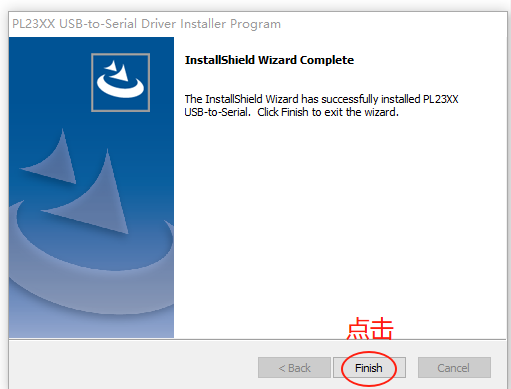 PL23XX USB-to-Serial Driver Installer Program
InstallShield Wizard Complete
The InstallShield Wizard has successfully installed PL23XX
USB-to-Serial. Click Finish to exit the wizard.
点击
< Back
Finish
Cancel